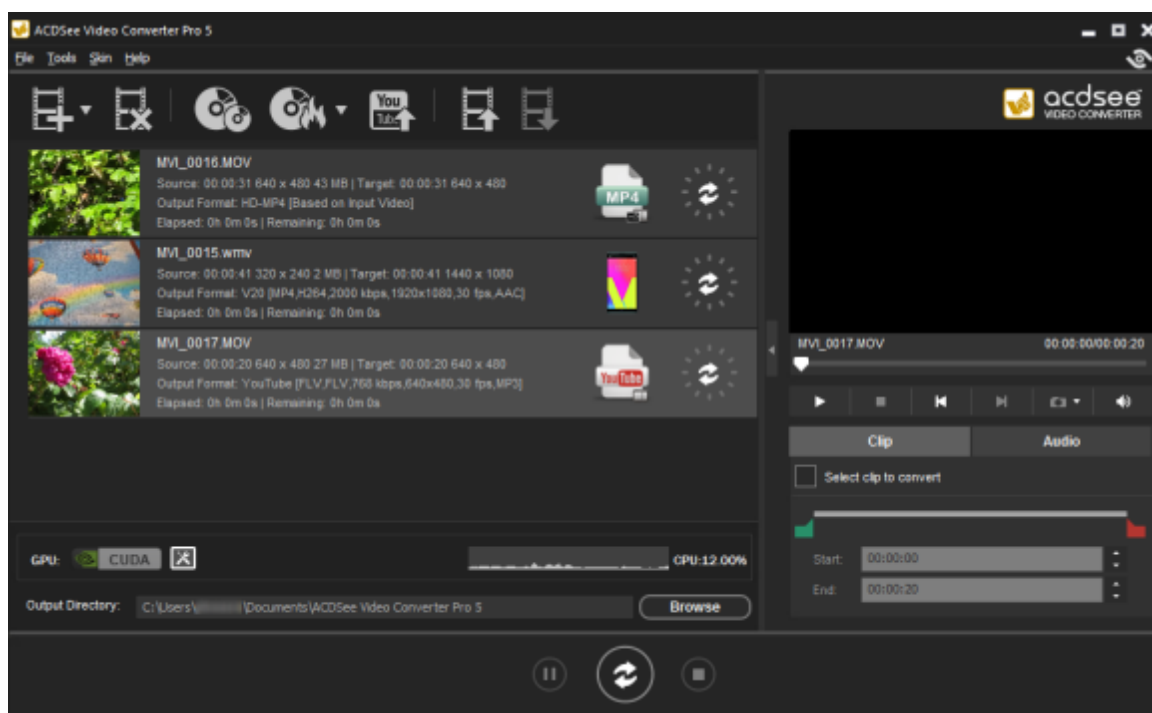 ACDSee Video Converter Pro 5
File Tools Skin Help
You
Tube
acdsee
VIDEO CONVERTER
MVI_0016.MOV
Source: 00:00:31 640 x 480 43 MB | Target: 00:00:31 640 x 480
Output Format: HD-MP4 [Based on Input Video]
Elapsed: 0h 0m 0s | Remaining: 0h 0m 0s
MP4
MVI_0015.wmv
Source: 00:00:41 320 x 240 2 MB | Target: 00:00:41 1440 x 1080
Output Format: V20 [MP4,H264,2000 kbps,1920x1080,30 fps,AAC]
Elapsed: 0h 0m 0s | Remaining: 0h 0m 0s
MVI_0017.MOV
Source: 00:00:20 640 x 480 27 MB | Target: 00:00:20 640 x 480
Output Format: YouTube [FLV,FLV,768 kbps,640x480,30 fps,MP3]
Elapsed: 0h 0m 0s | Remaining: 0h 0m 0s
YouTube
MVI_0017.MOV 00:00:00/00:00:20
Clip Audio
Select clip to convert
Start: 00:00:00
End: 00:00:20
GPU: CUDA CPU:12.00%
Output Directory: C:\Users\ \Documents\ACDSee Video Converter Pro 5 Browse